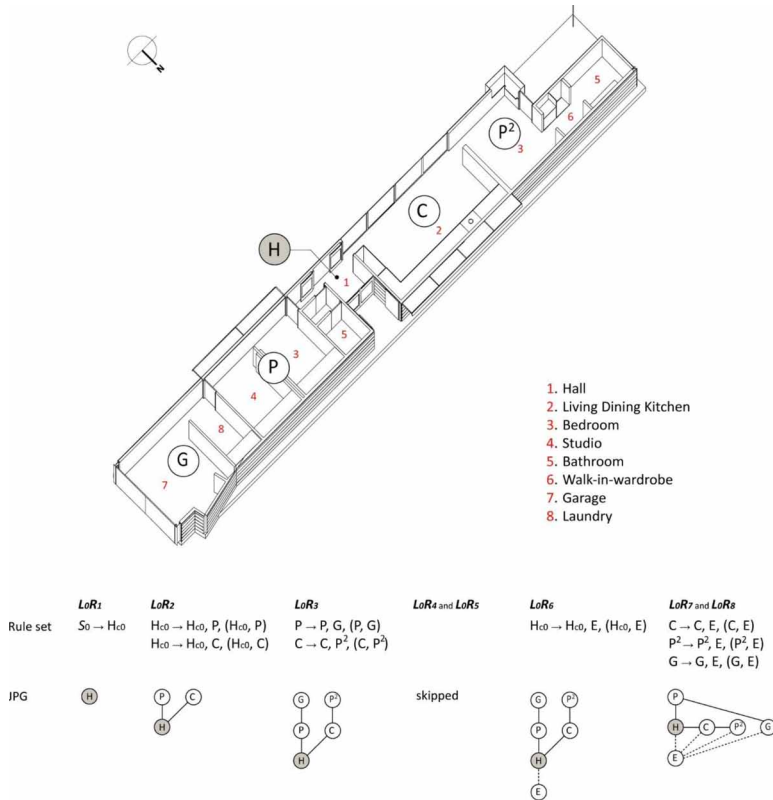 N
5
6
P²
3
C
2
H
1
5
3
P
4
8
G
7
1. Hall
2. Living Dining Kitchen
3. Bedroom
4. Studio
5. Bathroom
6. Walk-in-wardrobe
7. Garage
8. Laundry
L0R1 L0R2 L0R3 L0R4 and L0R5 L0R6 L0R7 and L0R8
Rule set S0 → Hc0 Hc0 → Hc0, P, (Hc0, P) P → P, G, (P, G) Hc0 → Hc0, E, (Hc0, E) C → C, E, (C, E)
Hc0 → Hc0, C, (Hc0, C) C → C, P², (C, P²) P² → P², E, (P², E)
G → G, E, (G, E)
JPG H P C G P² skipped G P² P
H P C P C H C P² G
H H E
E